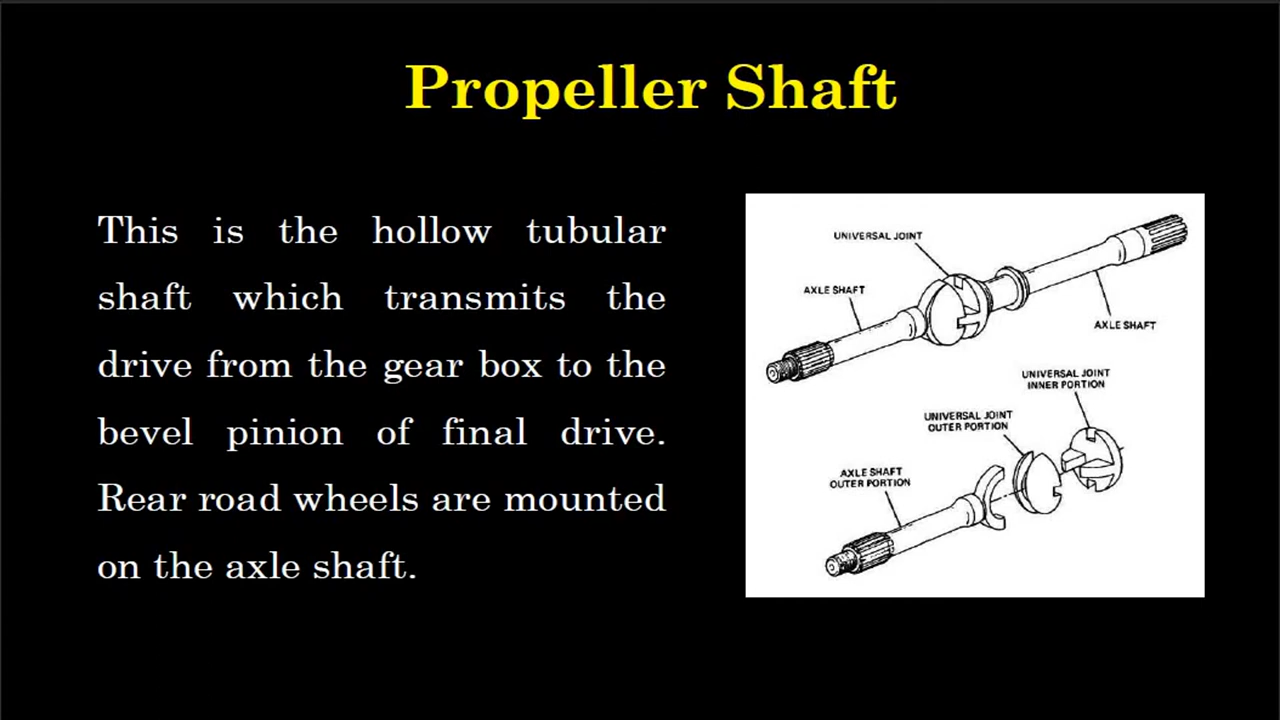 Propeller Shaft
This is the hollow tubular
shaft which transmits the
drive from the gear box to the
bevel pinion of final drive.
Rear road wheels are mounted
on the axle shaft.
UNIVERSAL JOINT
AXLE SHAFT
AXLE SHAFT
UNIVERSAL JOINT
INNER PORTION
UNIVERSAL JOINT
OUTER PORTION
AXLE SHAFT
OUTER PORTION